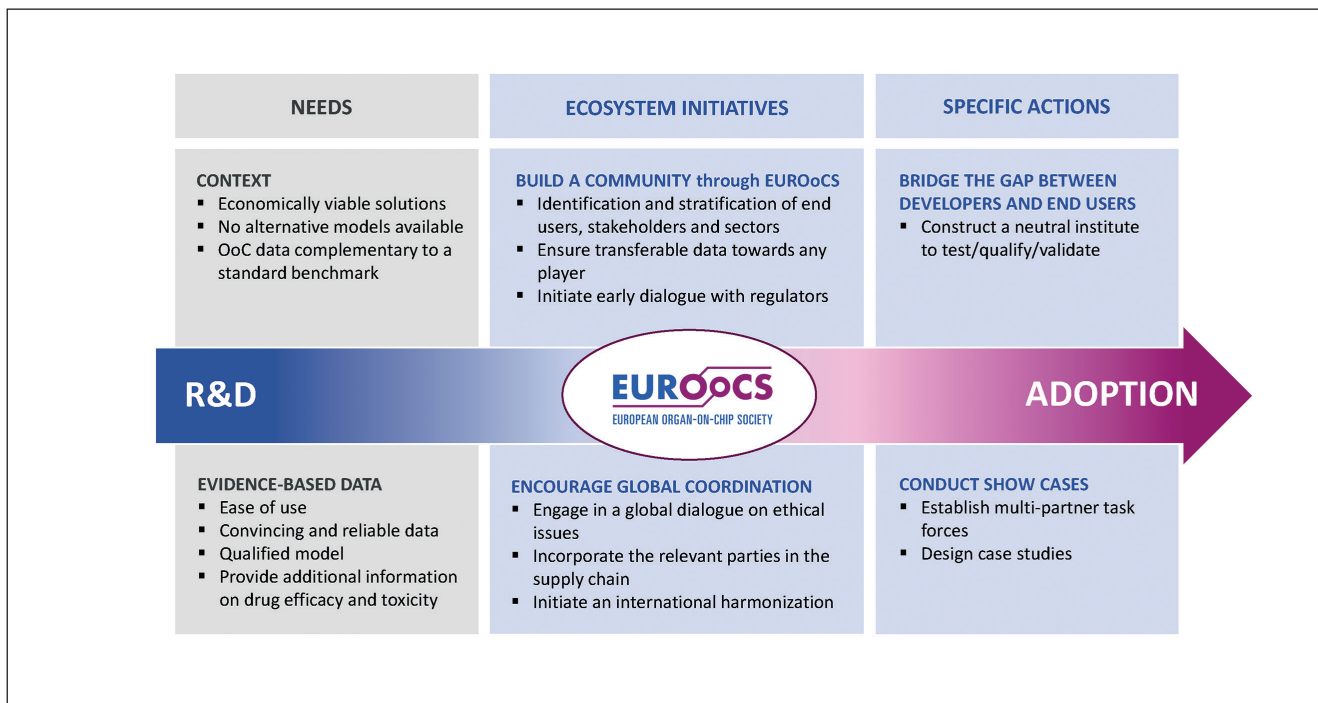 NEEDS
ECOSYSTEM INITIATIVES
SPECIFIC ACTIONS
CONTEXT
▪ Economically viable solutions
▪ No alternative models available
▪ OoC data complementary to a
standard benchmark
BUILD A COMMUNITY through EUROoCS
▪ Identification and stratification of end
users, stakeholders and sectors
▪ Ensure transferable data towards any
player
▪ Initiate early dialogue with regulators
BRIDGE THE GAP BETWEEN
DEVELOPERS AND END USERS
▪ Construct a neutral institute
to test/qualify/validate
R&D
EUROoCS
EUROPEAN ORGAN-ON-CHIP SOCIETY
ADOPTION
EVIDENCE-BASED DATA
▪ Ease of use
▪ Convincing and reliable data
▪ Qualified model
▪ Provide additional information
on drug efficacy and toxicity
ENCOURAGE GLOBAL COORDINATION
▪ Engage in a global dialogue on ethical
issues
▪ Incorporate the relevant parties in the
supply chain
▪ Initiate an international harmonization
CONDUCT SHOW CASES
▪ Establish multi-partner task
forces
▪ Design case studies